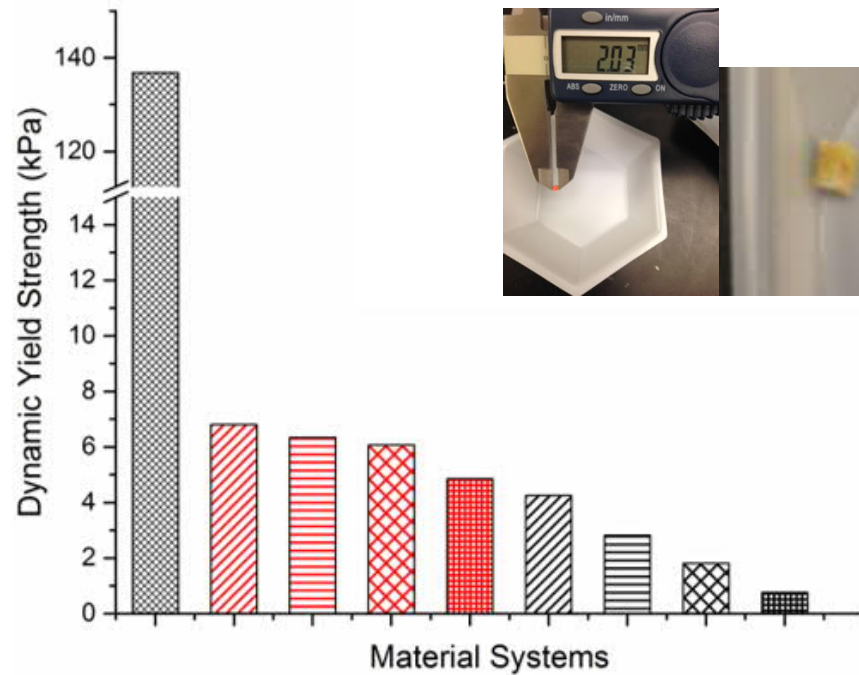 Dynamic Yield Strength (kPa)
140
120
14
12
10
8
6
4
2
0
Material Systems
in/mm
2.03
ABS ZERO ON